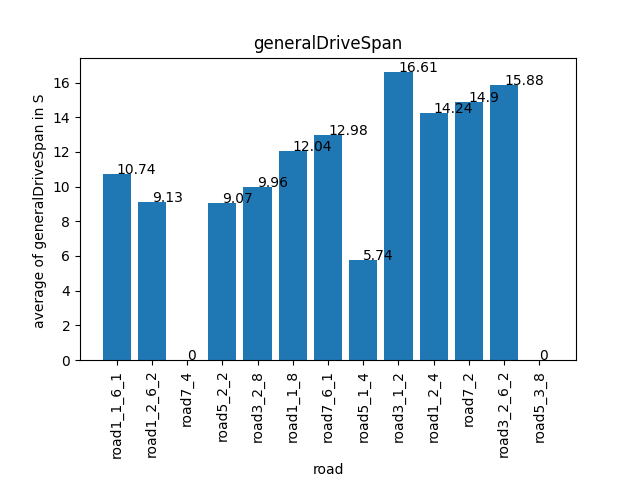 generalDriveSpan
average of generalDriveSpan in S
16
14
12
10
8
6
4
2
0
10.74
9.13
0
9.07
9.96
12.04
12.98
5.74
16.61
14.24
14.9
15.88
0
road1_1_6_1
road1_2_6_2
road7_4
road5_2_2
road3_2_8
road1_1_8
road7_6_1
road5_1_4
road3_1_2
road1_2_4
road7_2
road3_2_6_2
road5_3_8
road